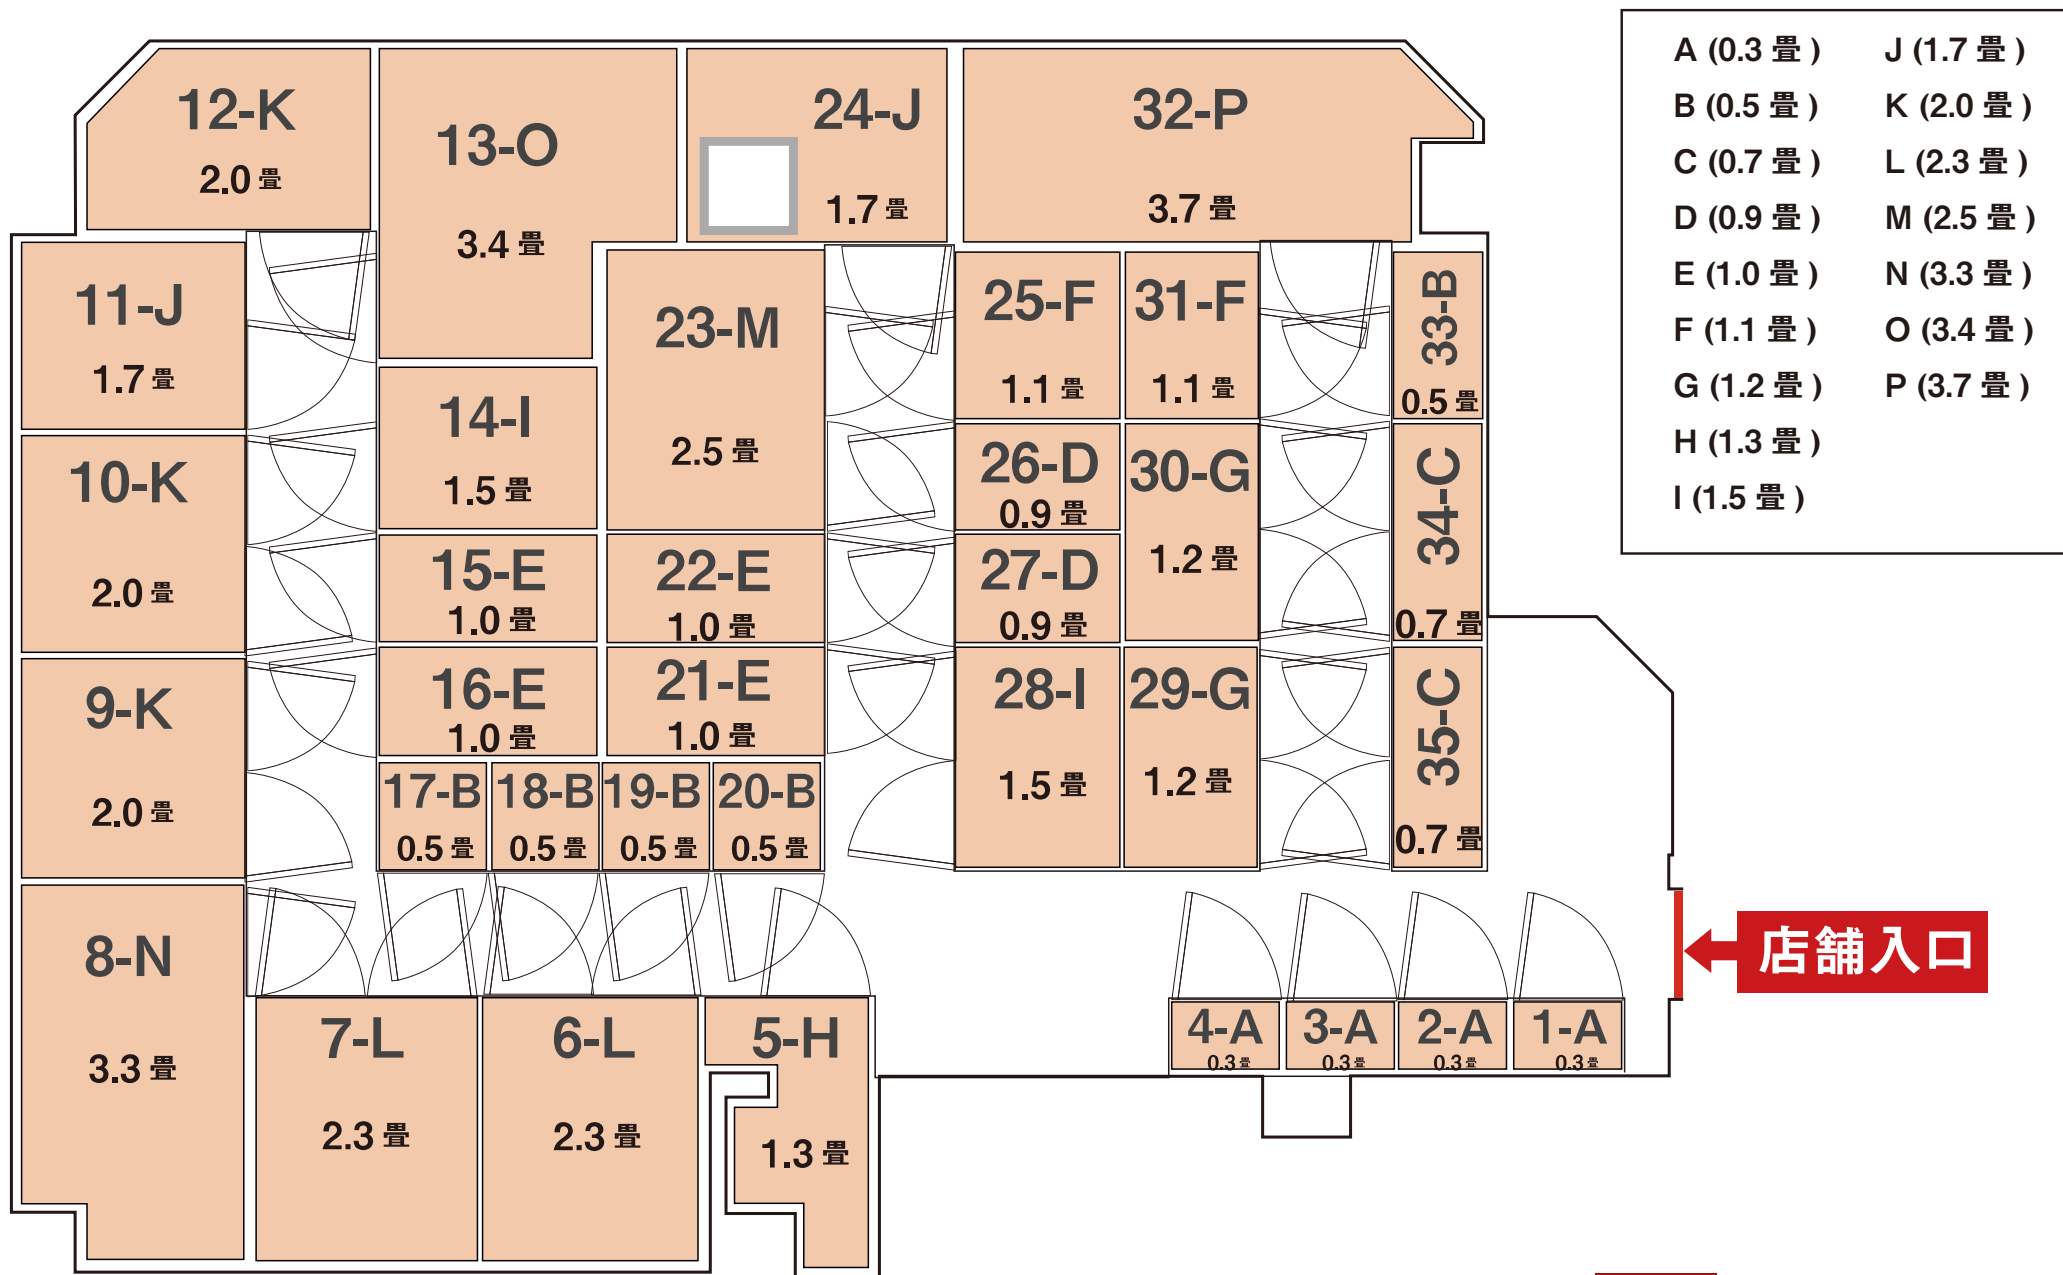 12-K
2.0 畳
13-O
3.4 畳
24-J
1.7 畳
32-P
3.7 畳
11-J
1.7 畳
10-K
2.0 畳
9-K
2.0 畳
8-N
3.3 畳
14-I
1.5 畳
15-E
1.0 畳
16-E
1.0 畳
17-B
0.5 畳
18-B
0.5 畳
19-B
0.5 畳
20-B
0.5 畳
23-M
2.5 畳
22-E
1.0 畳
21-E
1.0 畳
25-F
1.1 畳
26-D
0.9 畳
27-D
0.9 畳
28-I
1.5 畳
31-F
1.1 畳
30-G
1.2 畳
29-G
1.2 畳
33-B
0.5 畳
34-C
0.7 畳
35-C
0.7 畳
7-L
2.3 畳
6-L
2.3 畳
5-H
1.3 畳
4-A
0.3 畳
3-A
0.3 畳
2-A
0.3 畳
1-A
0.3 畳
店舗入口
A (0.3 畳 )
B (0.5 畳 )
C (0.7 畳 )
D (0.9 畳 )
E (1.0 畳 )
F (1.1 畳 )
G (1.2 畳 )
H (1.3 畳 )
I (1.5 畳 )
J (1.7 畳 )
K (2.0 畳 )
L (2.3 畳 )
M (2.5 畳 )
N (3.3 畳 )
O (3.4 畳 )
P (3.7 畳 )